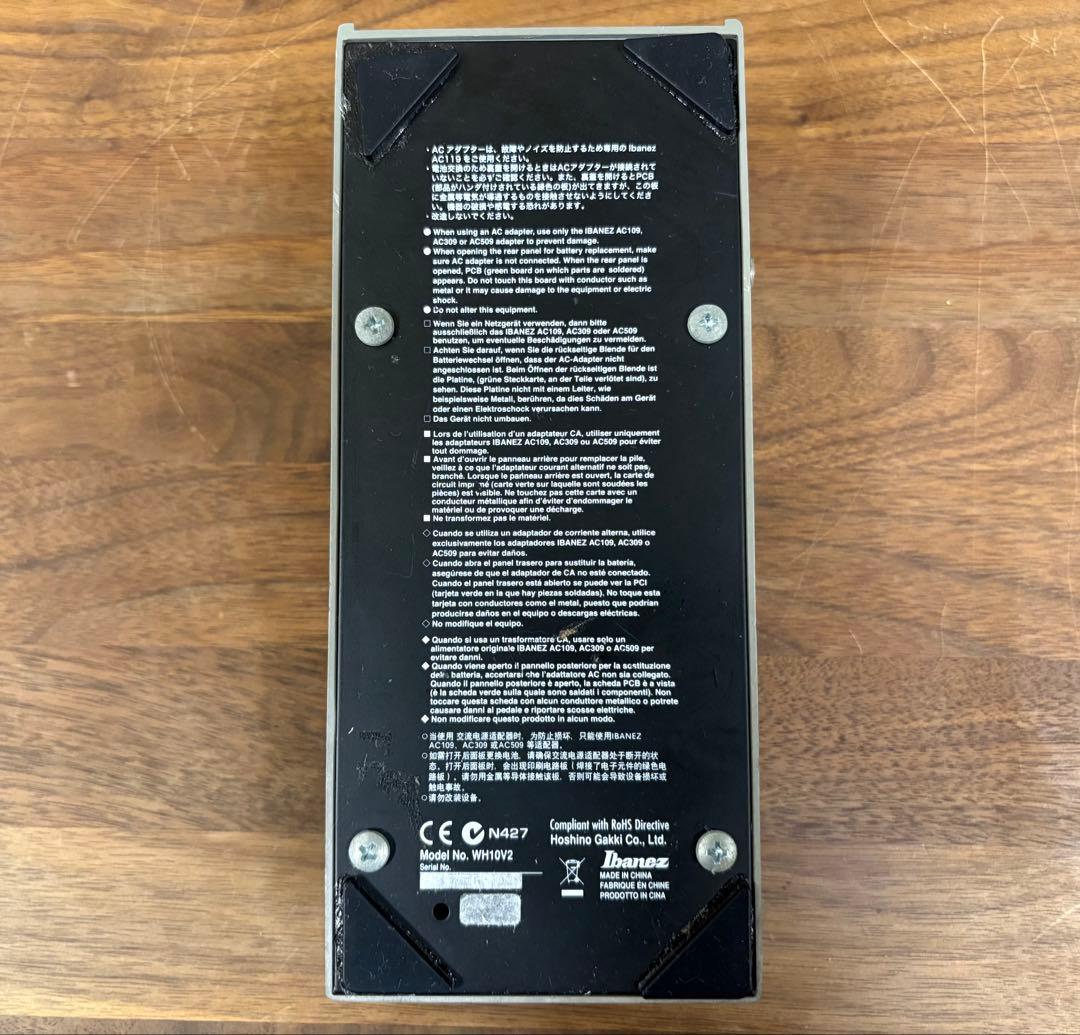 ・ACアダプターは、故障やノイズを防止するため専用の Ibanez
AC119 をご使用ください。
・電池交換のため裏蓋を開けるときはACアダプターが接続されて
いないことを必ずご確認ください。また、裏蓋を開けるとPCB
(部品がハンダ付けされている緑色の板)が出てきますが、この板
に金属等電気が導通するものを接触させないようにしてくださ
い。機器の破損や感電する恐れがあります。
・改造しないでください。
● When using an AC adapter, use only the IBANEZ AC109,
AC309 or AC509 adapter to prevent damage.
● When opening the rear panel for battery replacement, make
sure AC adapter is not connected. When the rear panel is
opened, PCB (green board on which parts are soldered)
appears. Do not touch this board with conductor such as
metal or it may cause damage to the equipment or electric
shock.
● Do not alter this equipment.
□ Wenn Sie ein Netzgerät verwenden, dann bitte
ausschließlich das IBANEZ AC109, AC309 oder AC509
benutzen, um eventuelle Beschädigungen zu vermeiden.
□ Achten Sie darauf, wenn Sie die rückseitige Blende für den
Batteriewechsel öffnen, dass der AC-Adapter nicht
angeschlossen ist. Beim Öffnen der rückseitigen Blende ist
die Platine, (grüne Steckkarte, an der Teile verlötet sind), zu
sehen. Diese Platine nicht mit einem Leiter, wie
beispielsweise Metall, berühren, da dies Schäden am Gerät
oder einen Elektroschock verursachen kann.
□ Das Gerät nicht umbauen.
■ Lors de l'utilisation d'un adaptateur CA, utiliser uniquement
les adaptateurs IBANEZ AC109, AC309 ou AC509 pour éviter
tout dommage.
■ Avant d'ouvrir le panneau arrière pour remplacer la pile,
veillez à ce que l'adaptateur courant alternatif ne soit pas
branché. Lorsque le panneau arrière est ouvert, la carte de
circuit imprimé (carte verte sur laquelle sont soudées les
pièces) est visible. Ne touchez pas cette carte avec un
conducteur métallique afin d'éviter d'endommager le
matériel ou de provoquer une décharge.
■ Ne transformez pas le matériel.
◇ Cuando se utiliza un adaptador de corriente alterna, utilice
exclusivamente los adaptadores IBANEZ AC109, AC309 o
AC509 para evitar daños.
◇ Cuando abra el panel trasero para sustituir la batería,
asegúrese de que el adaptador de CA no esté conectado.
Cuando el panel trasero está abierto se puede ver la PCI
(tarjeta verde en la que hay piezas soldadas). No toque esta
tarjeta con conductores como el metal, puesto que podrían
producirse daños en el equipo o descargas eléctricas.
◇ No modifique el equipo.
◆ Quando si usa un trasformatore CA, usare solo un
alimentatore originale IBANEZ AC109, AC309 o AC509 per
evitare danni.
◆ Quando viene aperto il pannello posteriore per la sostituzione
della batteria, accertarsi che l'adattatore AC non sia collegato.
Quando il pannello posteriore è aperto, la scheda PCB è a vista
(è la scheda verde sulla quale sono saldati i componenti). Non
toccare questa scheda con alcun conduttore metallico o potrete
causare danni al pedale e riportare scosse elettriche.
◆ Non modificare questo prodotto in alcun modo.
○当使用 交流电源适配器时，为防止损坏，只能使用IBANEZ
AC109、AC309 或AC509 等适配器。
○如需打开后面板更换电池，请确保交流电源适配器处于断开的状
态。打开后面板时，会出现印刷电路板（焊接了电子元件的绿色电
路板）。请勿用金属等导体接触该板，否则可能会导致设备损坏或
触电事故。
○请勿改装设备。
CE N427
Compliant with RoHS Directive
Hoshino Gakki Co., Ltd.
Model No. WH10V2
Serial No.
Ibanez
MADE IN CHINA
FABRIQUE EN CHINE
PRODOTTO IN CINA